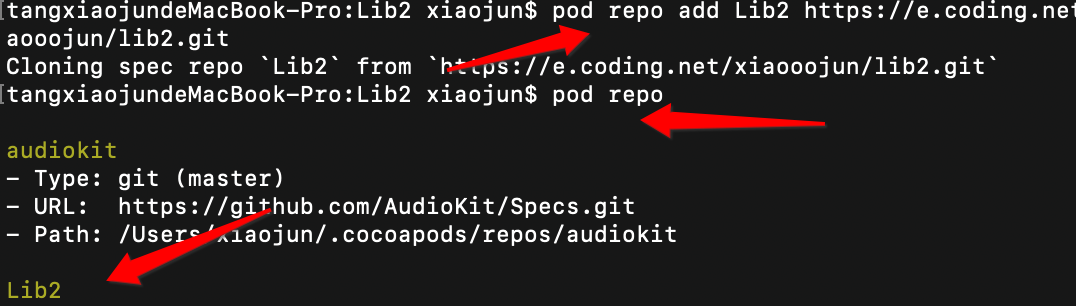 [tangxiaojundeMacBook-Pro:Lib2 xiaojun$ pod repo add Lib2 https://e.coding.net
aooojun/lib2.git
Cloning spec repo `Lib2` from `https://e.coding.net/xiaooojun/lib2.git`
[tangxiaojundeMacBook-Pro:Lib2 xiaojun$ pod repo
audiokit
- Type: git (master)
- URL:  https://github.com/AudioKit/Specs.git
- Path: /Users/xiaojun/.cocoapods/repos/audiokit
Lib2